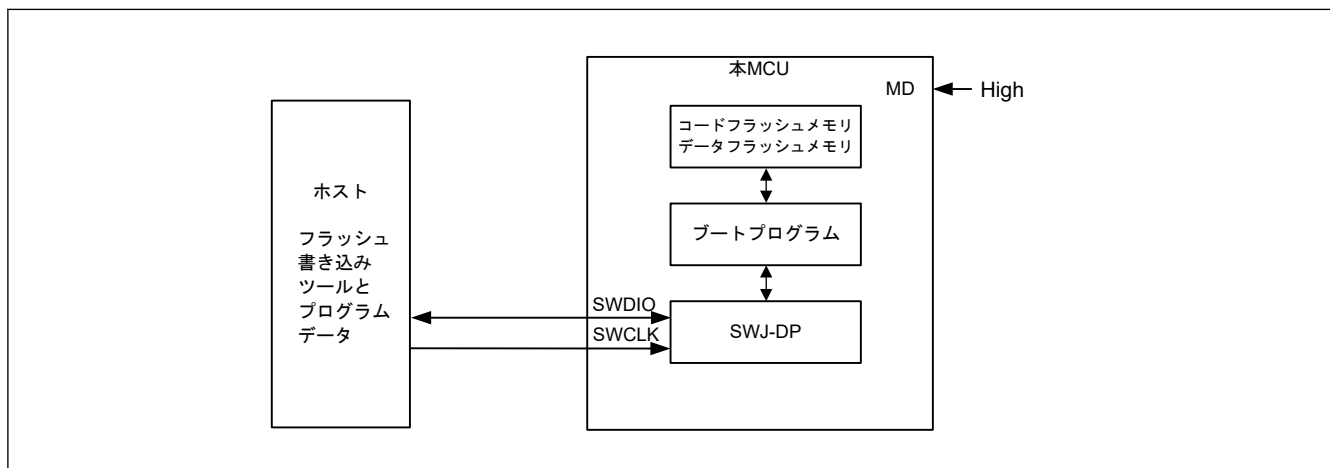 本MCU
MD
High
コードフラッシュメモリ
データフラッシュメモリ
ホスト
フラッシュ
書き込み
ツールと
プログラム
データ
ブートプログラム
SWDIO
SWCLK
SWJ-DP